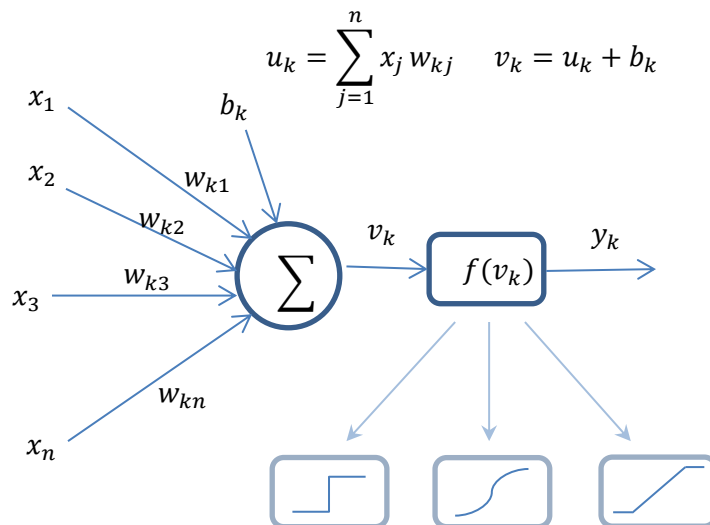 u_k = \sum_{j=1}^{n} x_j w_{kj}    v_k = u_k + b_k
x_1
b_k
x_2
w_{k1}
w_{k2}
v_k
y_k
w_{k3}
∑
f(v_k)
x_3
w_{kn}
x_n